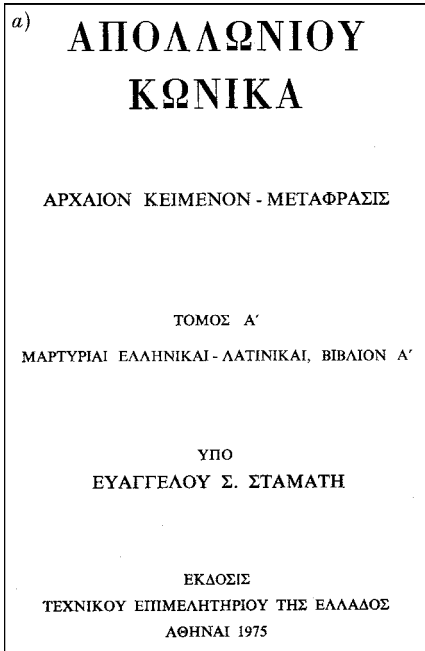 a)
ΑΠΟΛΛΩΝΙΟΥ
ΚΩΝΙΚΑ
ΑΡΧΑΙΟΝ ΚΕΙΜΕΝΟΝ - ΜΕΤΑΦΡΑΣΙΣ
ΤΟΜΟΣ Α΄
ΜΑΡΤΥΡΙΑΙ ΕΛΛΗΝΙΚΑΙ - ΛΑΤΙΝΙΚΑΙ, ΒΙΒΛΙΟΝ Α΄
ΥΠΟ
ΕΥΑΓΓΕΛΟΥ Σ. ΣΤΑΜΑΤΗ
ΕΚΔΟΣΙΣ
ΤΕΧΝΙΚΟΥ ΕΠΙΜΕΛΗΤΗΡΙΟΥ ΤΗΣ ΕΛΛΑΔΟΣ
ΑΘΗΝΑΙ 1975